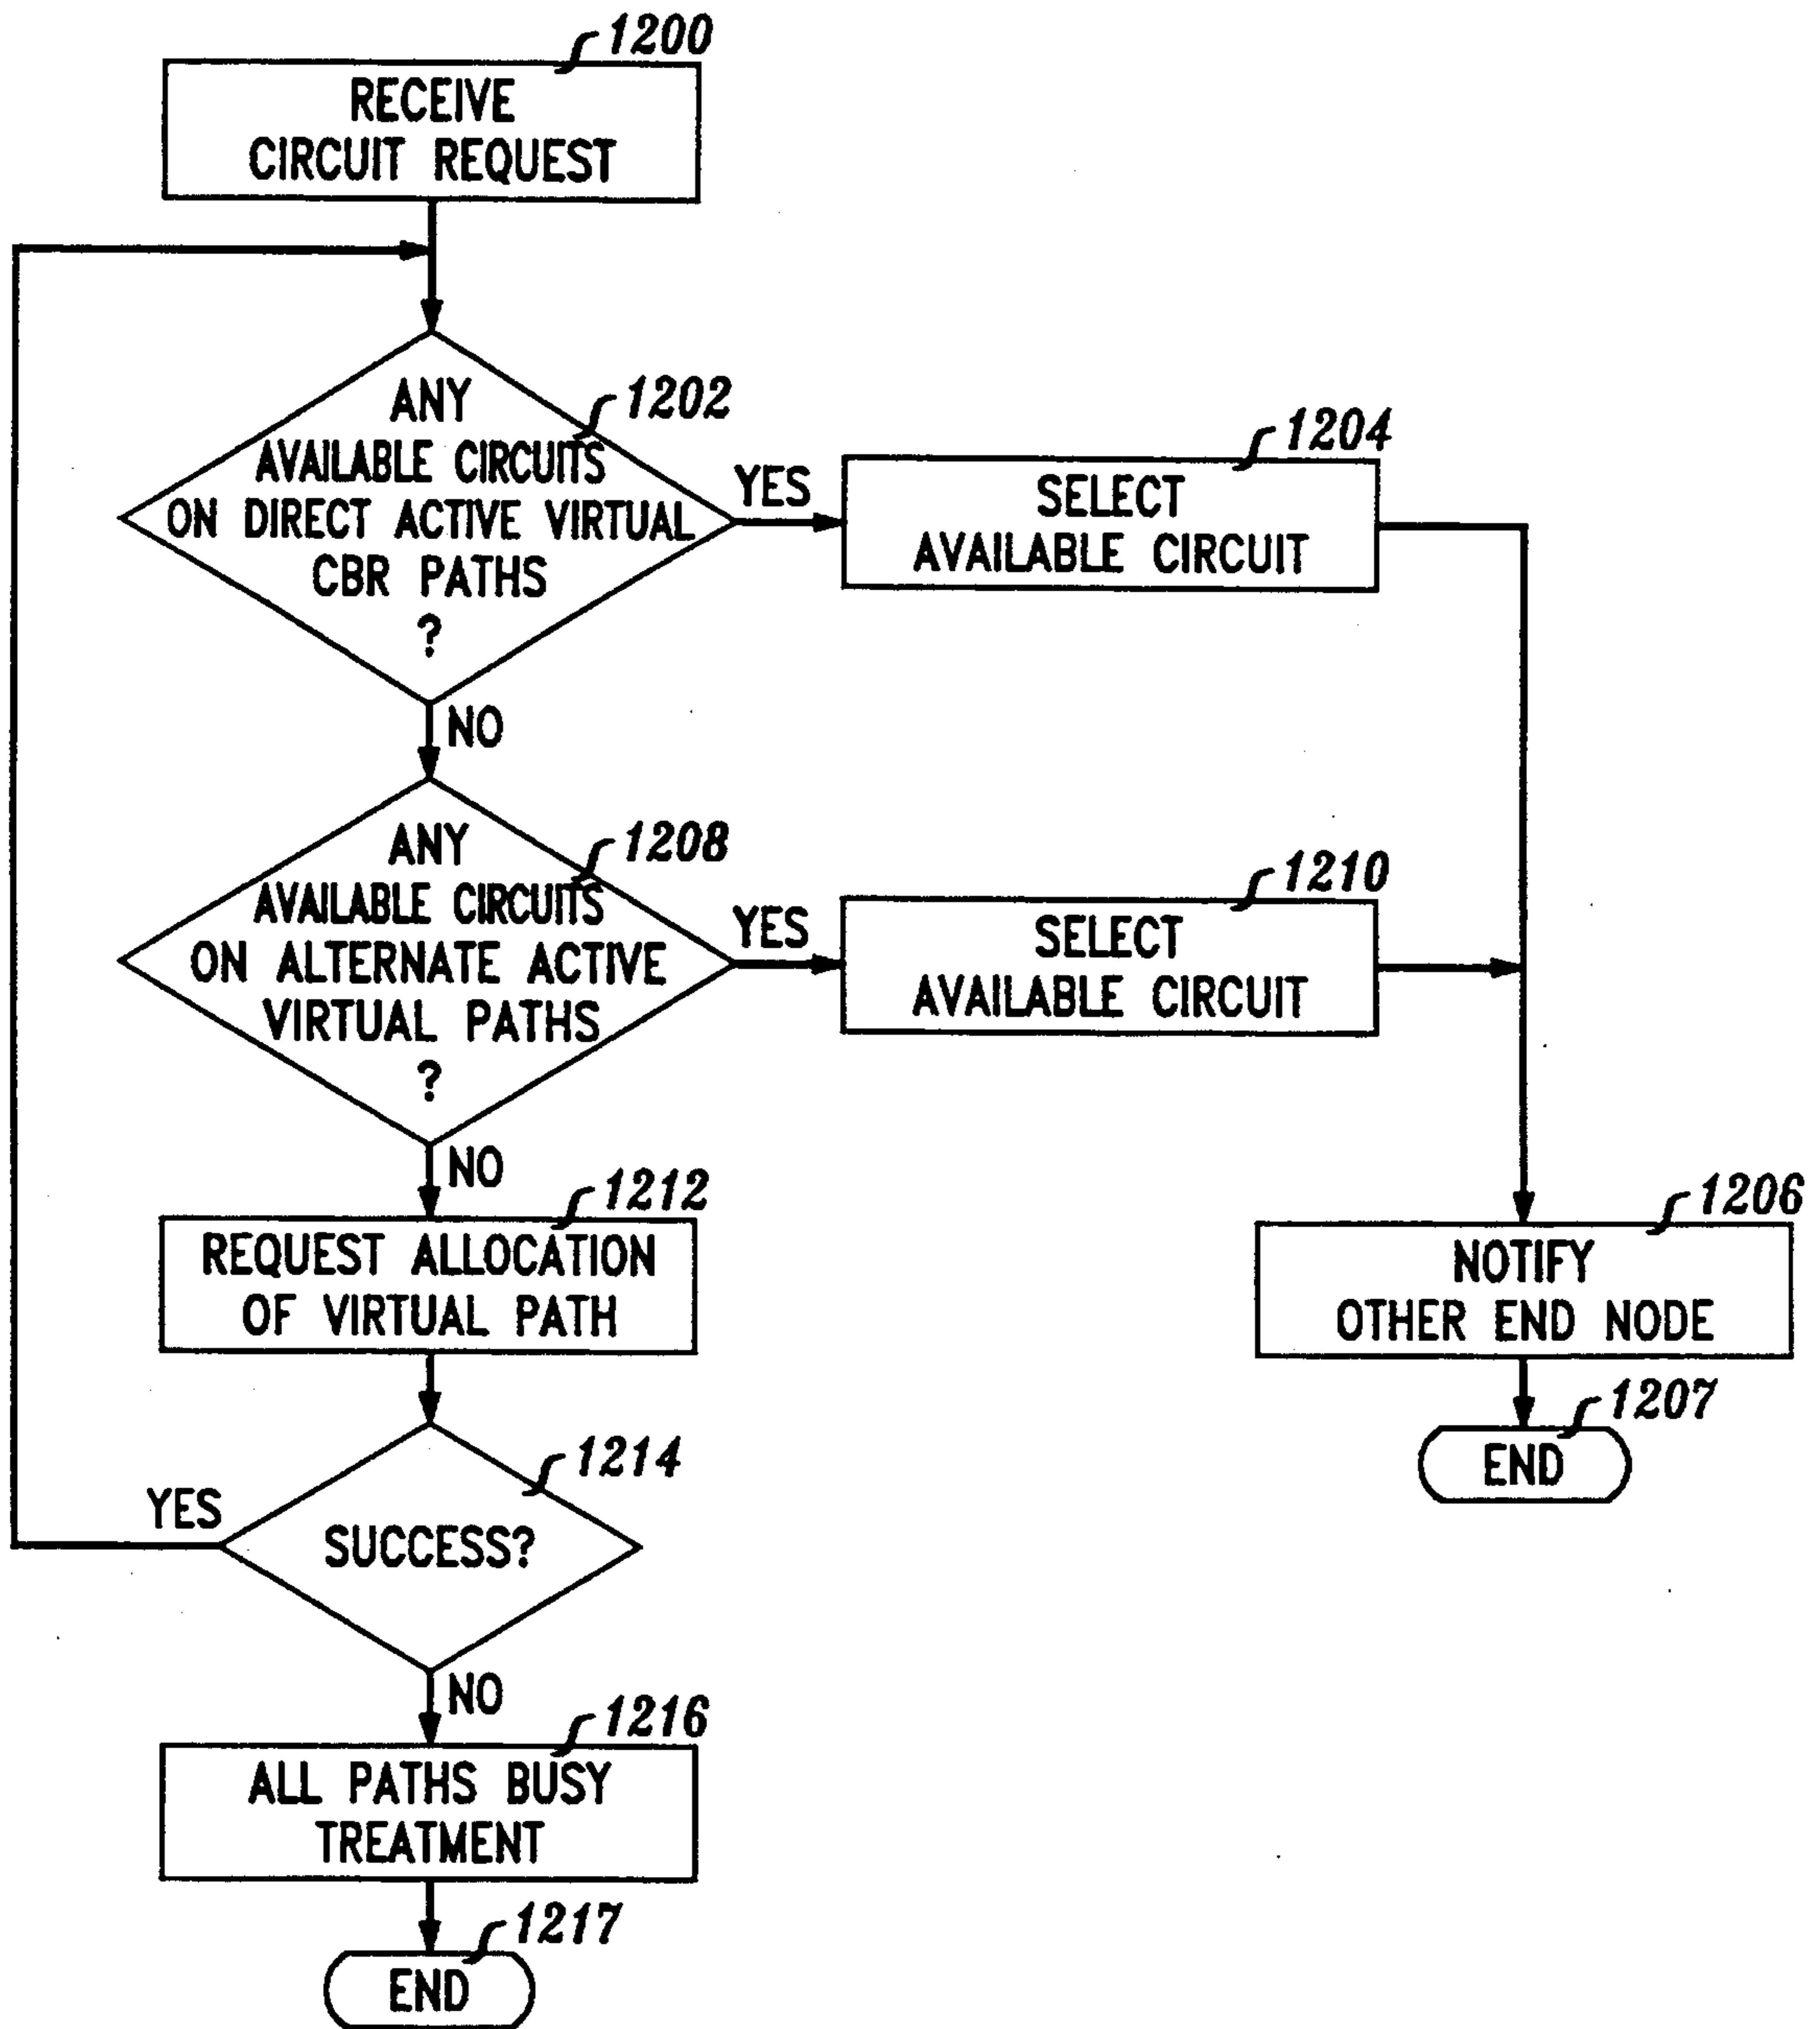 1200
RECEIVE
CIRCUIT REQUEST
ANY
1202
AVAILABLE CIRCUITS
ON DIRECT ACTIVE VIRTUAL
CBR PATHS
?
YES
1204
SELECT
AVAILABLE CIRCUIT
NO
ANY
1208
AVAILABLE CIRCUITS
ON ALTERNATE ACTIVE
VIRTUAL PATHS
?
YES
1210
SELECT
AVAILABLE CIRCUIT
NO
1212
REQUEST ALLOCATION
OF VIRTUAL PATH
1206
NOTIFY
OTHER END NODE
1207
END
1214
YES
SUCCESS?
NO
1216
ALL PATHS BUSY
TREATMENT
1217
END